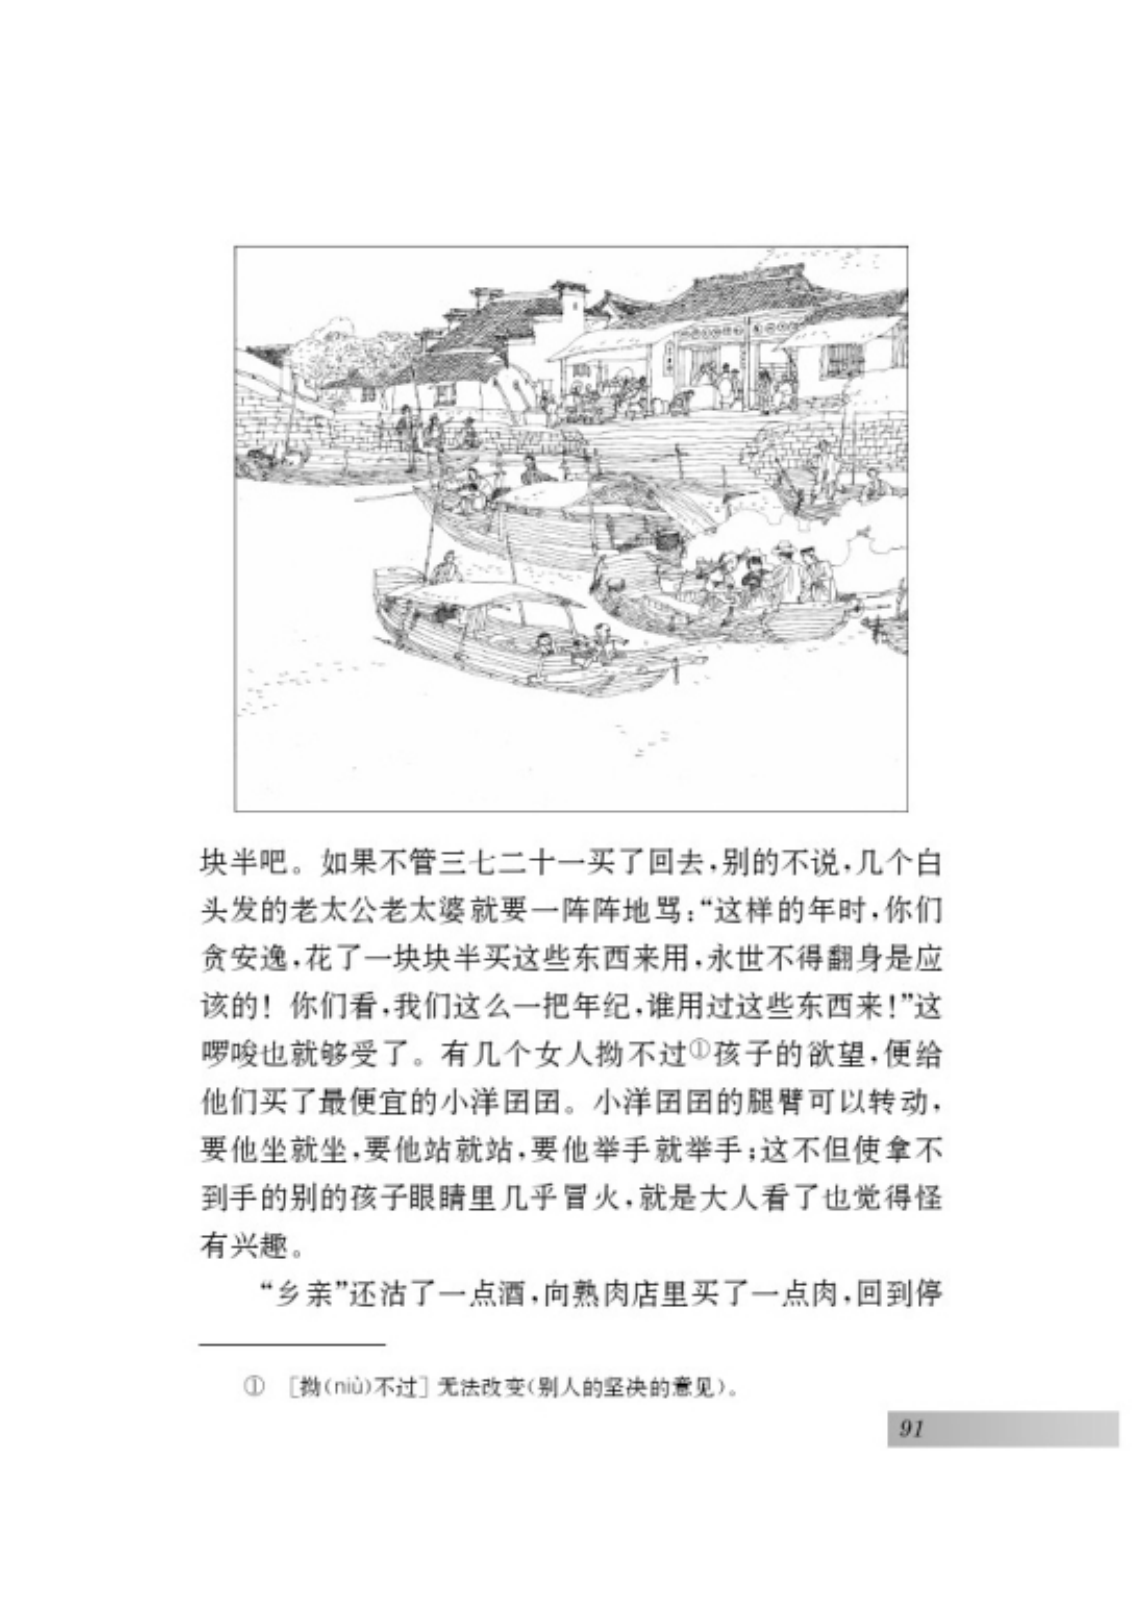 块半吧。如果不管三七二十一买了回去，别的不说，几个白
头发的老太公老太婆就要一阵阵地骂：“这样的年时，你们
贪安逸，花了一块块半买这些东西来用，永世不得翻身是应
该的！你们看，我们这么一把年纪，谁用过这些东西来！”这
啰唆也就够受了。有几个女人拗不过①孩子的欲望，便给
他们买了最便宜的小洋囝囝。小洋囝囝的腿臂可以转动，
要他坐就坐，要他站就站，要他举手就举手；这不但使拿不
到手的别的孩子眼睛里几乎冒火，就是大人看了也觉得怪
有兴趣。
“乡亲”还沽了一点酒，向熟肉店里买了一点肉，回到停
① ［拗(niù)不过］无法改变(别人的坚决的意见)。
91